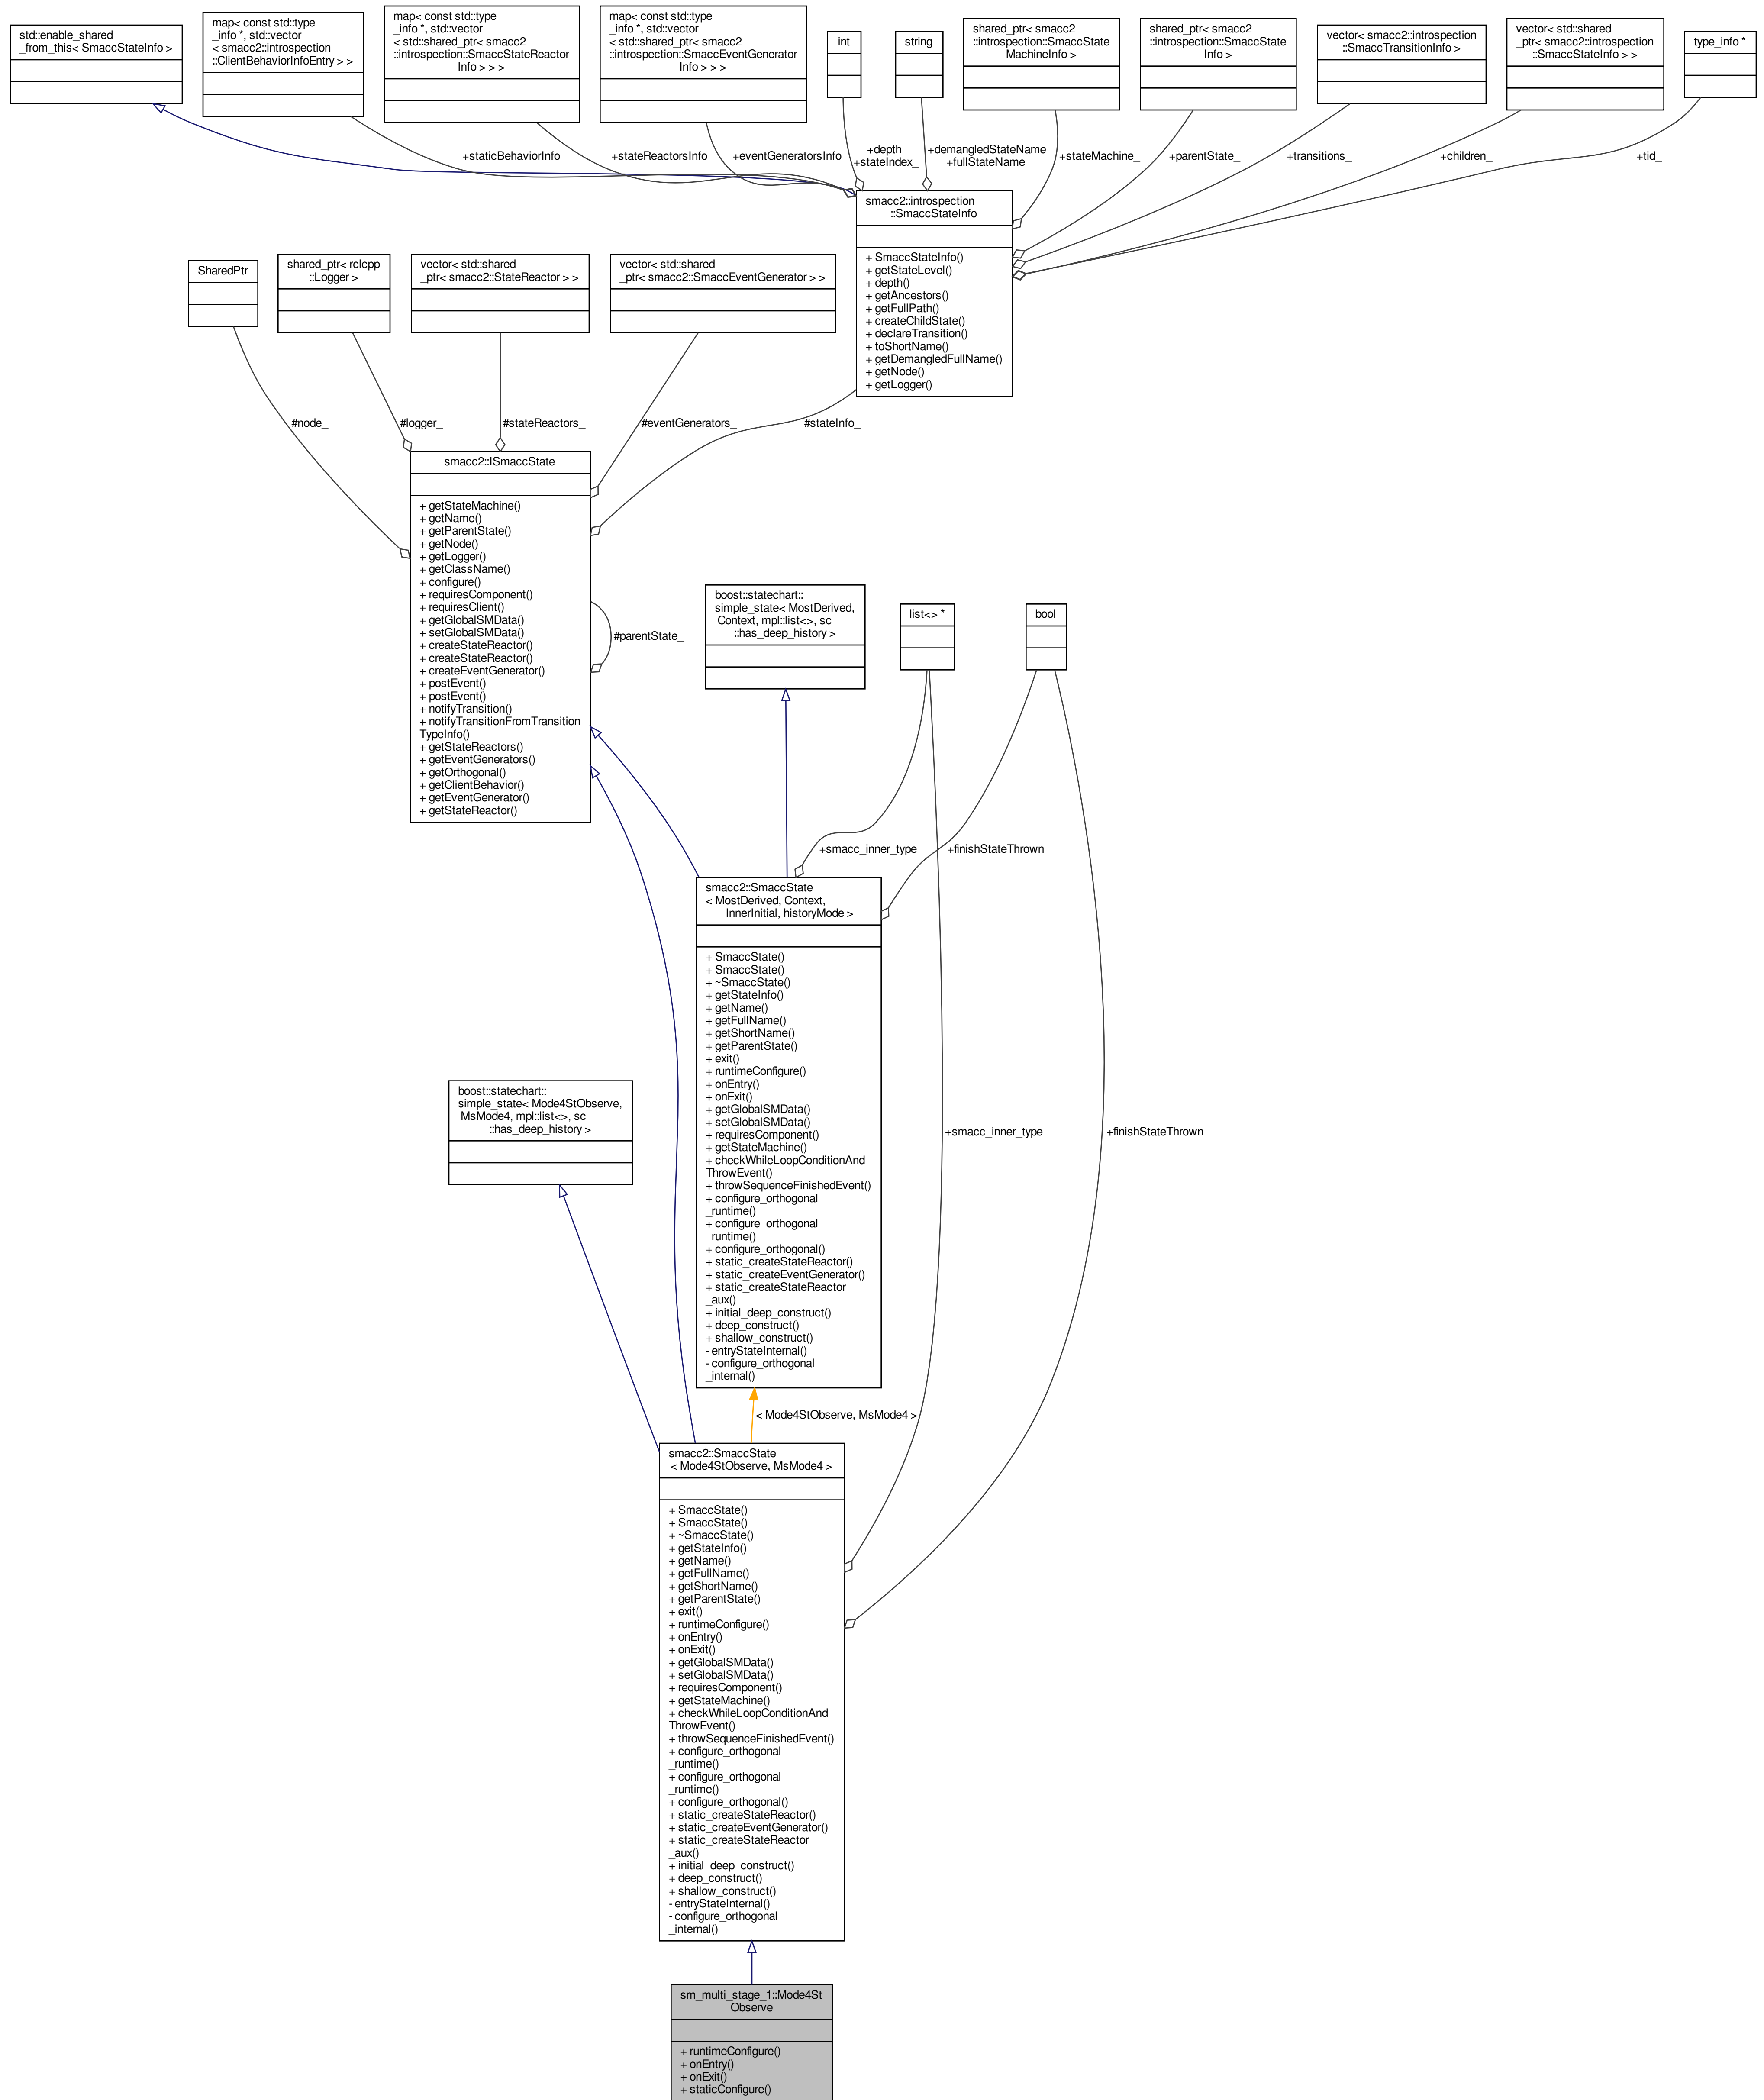 std::enable_shared
_from_this< SmaccStateInfo >
map< const std::type
_info *, std::vector
< smacc2::introspection
::ClientBehaviorInfoEntry > >
map< const std::type
_info *, std::vector
< std::shared_ptr< smacc2
::introspection::SmaccStateReactor
Info > > >
map< const std::type
_info *, std::vector
< std::shared_ptr< smacc2
::introspection::SmaccEventGenerator
Info > > >
int
string
shared_ptr< smacc2
::introspection::SmaccState
MachineInfo >
shared_ptr< smacc2
::introspection::SmaccState
Info >
vector< smacc2::introspection
::SmaccTransitionInfo >
vector< std::shared
_ptr< smacc2::introspection
::SmaccStateInfo > >
type_info *
+staticBehaviorInfo
+stateReactorsInfo
+eventGeneratorsInfo
+depth_
+stateIndex_
+demangledStateName
+fullStateName
+stateMachine_
+parentState_
+transitions_
+children_
+tid_
smacc2::introspection
::SmaccStateInfo
+ SmaccStateInfo()
+ getStateLevel()
+ depth()
+ getAncestors()
+ getFullPath()
+ createChildState()
+ declareTransition()
+ toShortName()
+ getDemangledFullName()
+ getNode()
+ getLogger()
SharedPtr
shared_ptr< rclcpp
::Logger >
vector< std::shared
_ptr< smacc2::StateReactor > >
vector< std::shared
_ptr< smacc2::SmaccEventGenerator > >
#node_
#logger_
#stateReactors_
#eventGenerators_
#stateInfo_
smacc2::ISmaccState
+ getStateMachine()
+ getName()
+ getParentState()
+ getNode()
+ getLogger()
+ getClassName()
+ configure()
+ requiresComponent()
+ requiresClient()
+ getGlobalSMData()
+ setGlobalSMData()
+ createStateReactor()
+ createStateReactor()
+ createEventGenerator()
+ postEvent()
+ postEvent()
+ notifyTransition()
+ notifyTransitionFromTransition
TypeInfo()
+ getStateReactors()
+ getEventGenerators()
+ getOrthogonal()
+ getClientBehavior()
+ getEventGenerator()
+ getStateReactor()
#parentState_
boost::statechart::
simple_state< MostDerived,
Context, mpl::list<>, sc
::has_deep_history >
list<> *
bool
+smacc_inner_type
+finishStateThrown
smacc2::SmaccState
< MostDerived, Context,
InnerInitial, historyMode >
+ SmaccState()
+ SmaccState()
+ ~SmaccState()
+ getStateInfo()
+ getName()
+ getFullName()
+ getShortName()
+ getParentState()
+ exit()
+ runtimeConfigure()
+ onEntry()
+ onExit()
+ getGlobalSMData()
+ setGlobalSMData()
+ requiresComponent()
+ getStateMachine()
+ checkWhileLoopConditionAnd
ThrowEvent()
+ throwSequenceFinishedEvent()
+ configure_orthogonal
_runtime()
+ configure_orthogonal
_runtime()
+ configure_orthogonal()
+ static_createStateReactor()
+ static_createEventGenerator()
+ static_createStateReactor
_aux()
+ initial_deep_construct()
+ deep_construct()
+ shallow_construct()
- entryStateInternal()
- configure_orthogonal
_internal()
boost::statechart::
simple_state< Mode4StObserve,
MsMode4, mpl::list<>, sc
::has_deep_history >
+smacc_inner_type
+finishStateThrown
< Mode4StObserve, MsMode4 >
smacc2::SmaccState
< Mode4StObserve, MsMode4 >
+ SmaccState()
+ SmaccState()
+ ~SmaccState()
+ getStateInfo()
+ getName()
+ getFullName()
+ getShortName()
+ getParentState()
+ exit()
+ runtimeConfigure()
+ onEntry()
+ onExit()
+ getGlobalSMData()
+ setGlobalSMData()
+ requiresComponent()
+ getStateMachine()
+ checkWhileLoopConditionAnd
ThrowEvent()
+ throwSequenceFinishedEvent()
+ configure_orthogonal
_runtime()
+ configure_orthogonal
_runtime()
+ configure_orthogonal()
+ static_createStateReactor()
+ static_createEventGenerator()
+ static_createStateReactor
_aux()
+ initial_deep_construct()
+ deep_construct()
+ shallow_construct()
- entryStateInternal()
- configure_orthogonal
_internal()
sm_multi_stage_1::Mode4St
Observe
+ runtimeConfigure()
+ onEntry()
+ onExit()
+ staticConfigure()